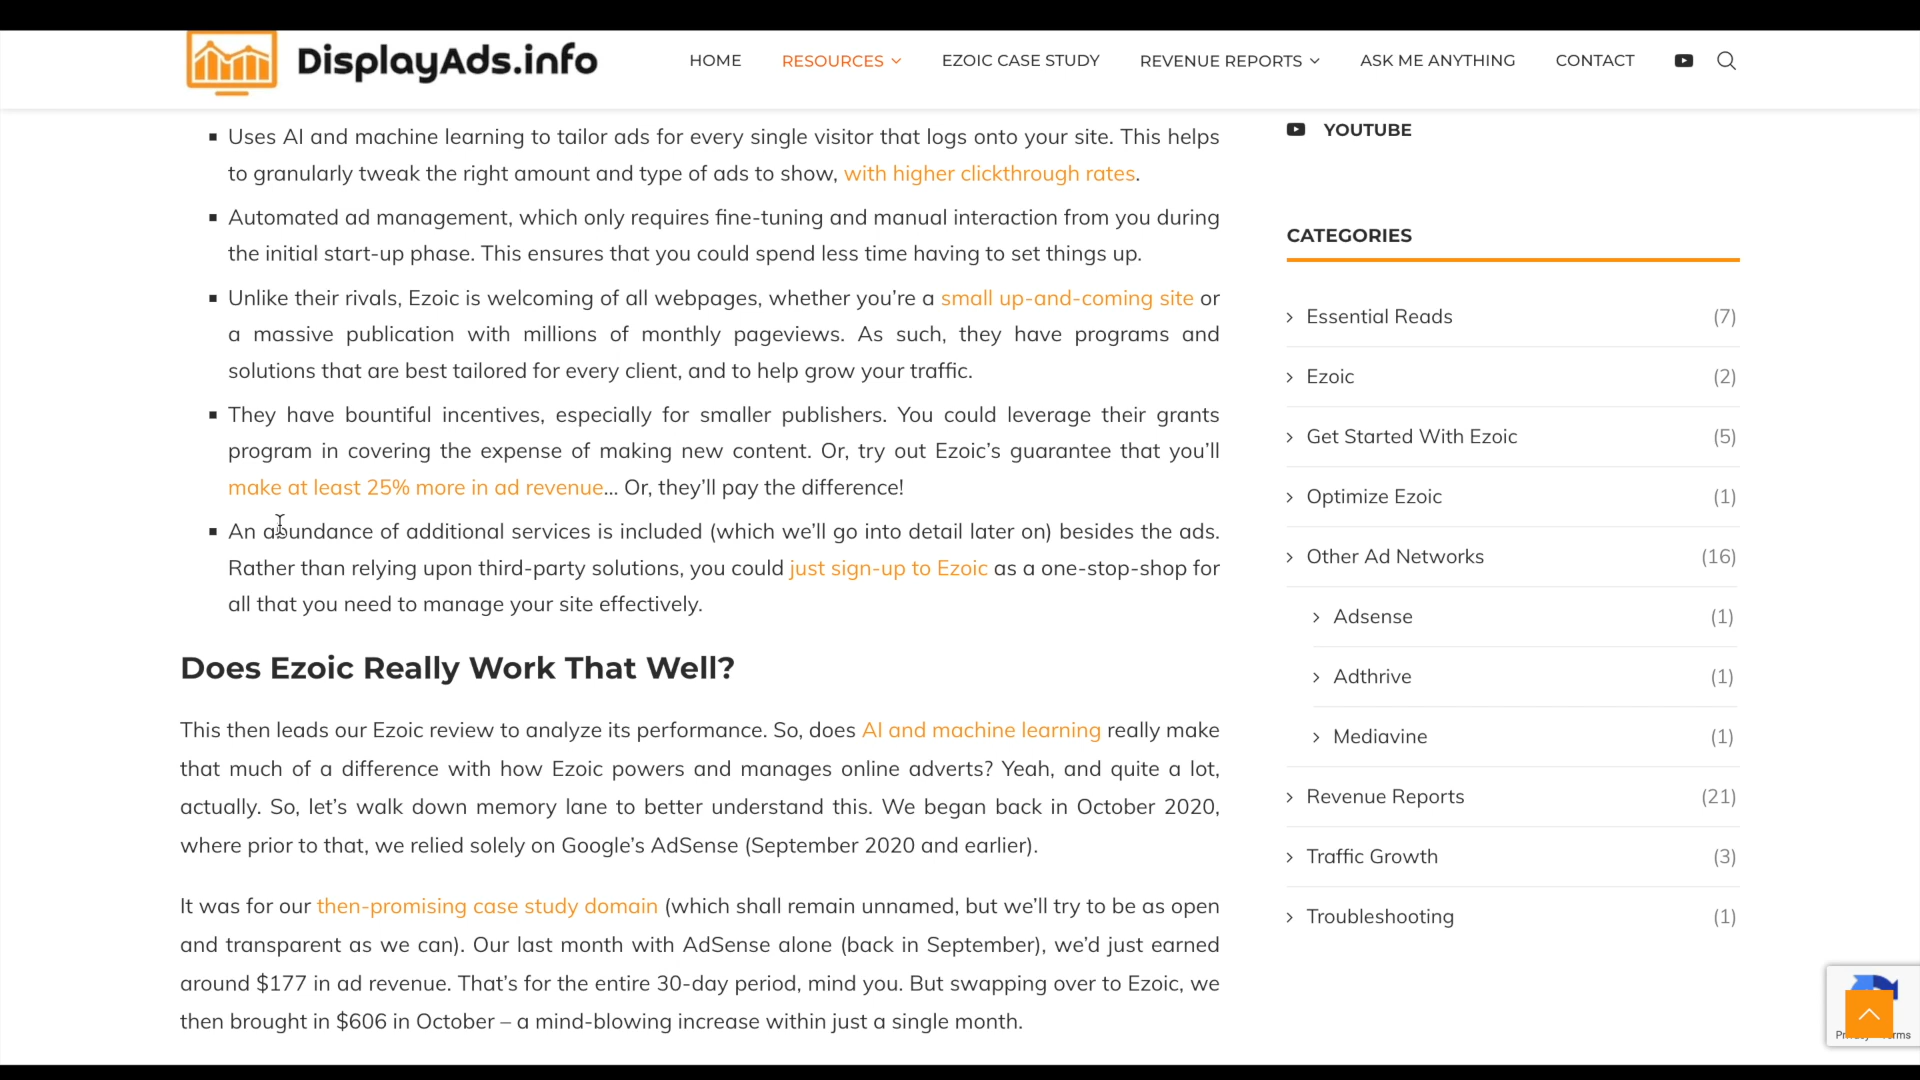 DisplayAds.info
HOME
RESOURCES
EZOIC CASE STUDY
REVENUE REPORTS
ASK ME ANYTHING
CONTACT
Uses AI and machine learning to tailor ads for every single visitor that logs onto your site. This helps
to granularly tweak the right amount and type of ads to show, with higher clickthrough rates.
Automated ad management, which only requires fine-tuning and manual interaction from you during
the initial start-up phase. This ensures that you could spend less time having to set things up.
Unlike their rivals, Ezoic is welcoming of all webpages, whether you’re a small up-and-coming site or
a massive publication with millions of monthly pageviews. As such, they have programs and
solutions that are best tailored for every client, and to help grow your traffic.
They have bountiful incentives, especially for smaller publishers. You could leverage their grants
program in covering the expense of making new content. Or, try out Ezoic’s guarantee that you’ll
make at least 25% more in ad revenue… Or, they’ll pay the difference!
An abundance of additional services is included (which we’ll go into detail later on) besides the ads.
Rather than relying upon third-party solutions, you could just sign-up to Ezoic as a one-stop-shop for
all that you need to manage your site effectively.
Does Ezoic Really Work That Well?
This then leads our Ezoic review to analyze its performance. So, does AI and machine learning really make
that much of a difference with how Ezoic powers and manages online adverts? Yeah, and quite a lot,
actually. So, let’s walk down memory lane to better understand this. We began back in October 2020,
where prior to that, we relied solely on Google’s AdSense (September 2020 and earlier).
It was for our then-promising case study domain (which shall remain unnamed, but we’ll try to be as open
and transparent as we can). Our last month with AdSense alone (back in September), we’d just earned
around $177 in ad revenue. That’s for the entire 30-day period, mind you. But swapping over to Ezoic, we
then brought in $606 in October – a mind-blowing increase within just a single month.
YOUTUBE
CATEGORIES
Essential Reads (7)
Ezoic (2)
Get Started With Ezoic (5)
Optimize Ezoic (1)
Other Ad Networks (16)
Adsense (1)
Adthrive (1)
Mediavine (1)
Revenue Reports (21)
Traffic Growth (3)
Troubleshooting (1)